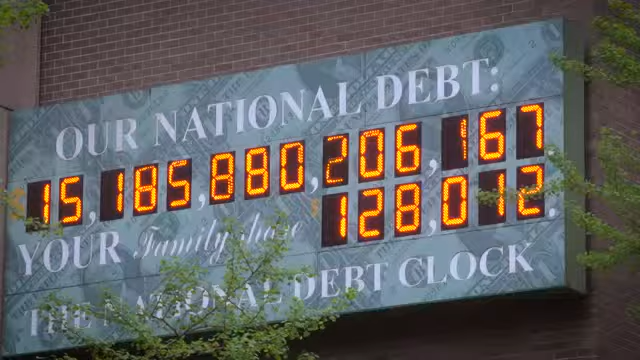 OUR NATIONAL DEBT:
15,185,880,206,167
YOUR Family share 128,012.
THE NATIONAL DEBT CLOCK